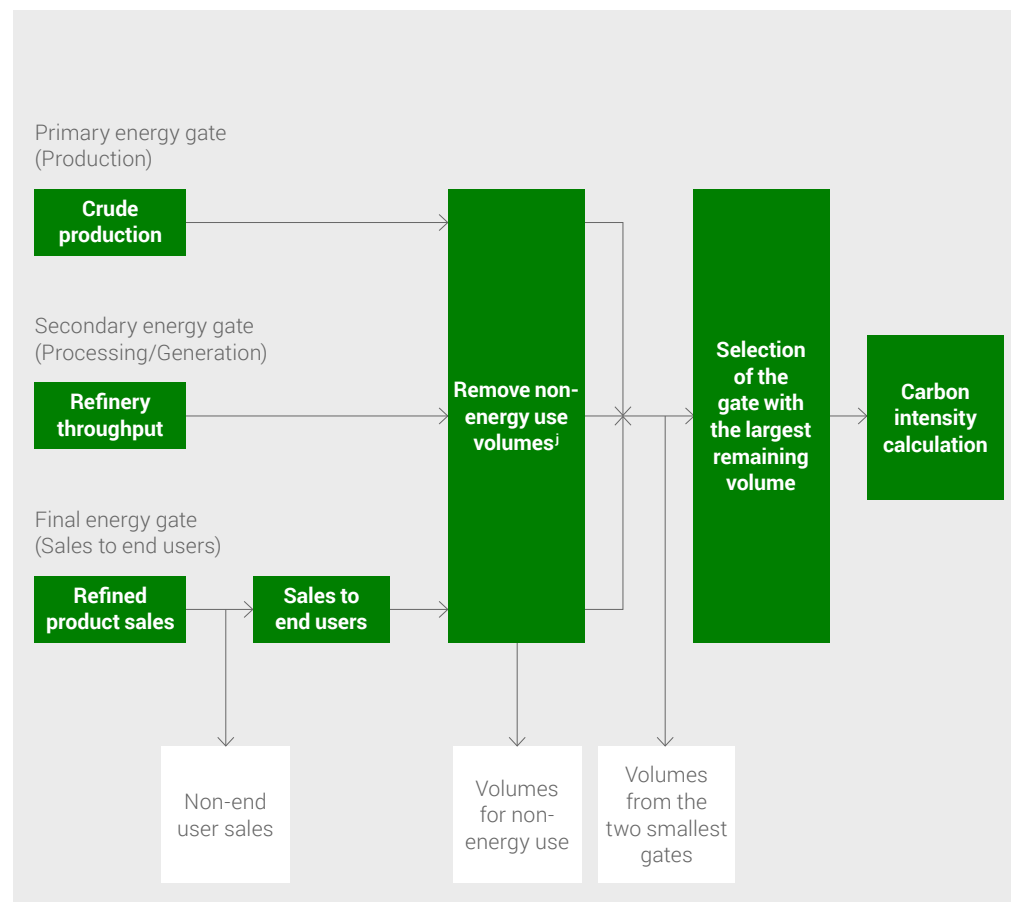 Primary energy gate
(Production)
Crude
production
Secondary energy gate
(Processing/Generation)
Refinery
throughput
Final energy gate
(Sales to end users)
Refined
product sales
Sales to
end users
Remove non-
energy use
volumesʲ
Selection
of the
gate with
the largest
remaining
volume
Carbon
intensity
calculation
Non-end
user sales
Volumes
for non-
energy use
Volumes
from the
two smallest
gates